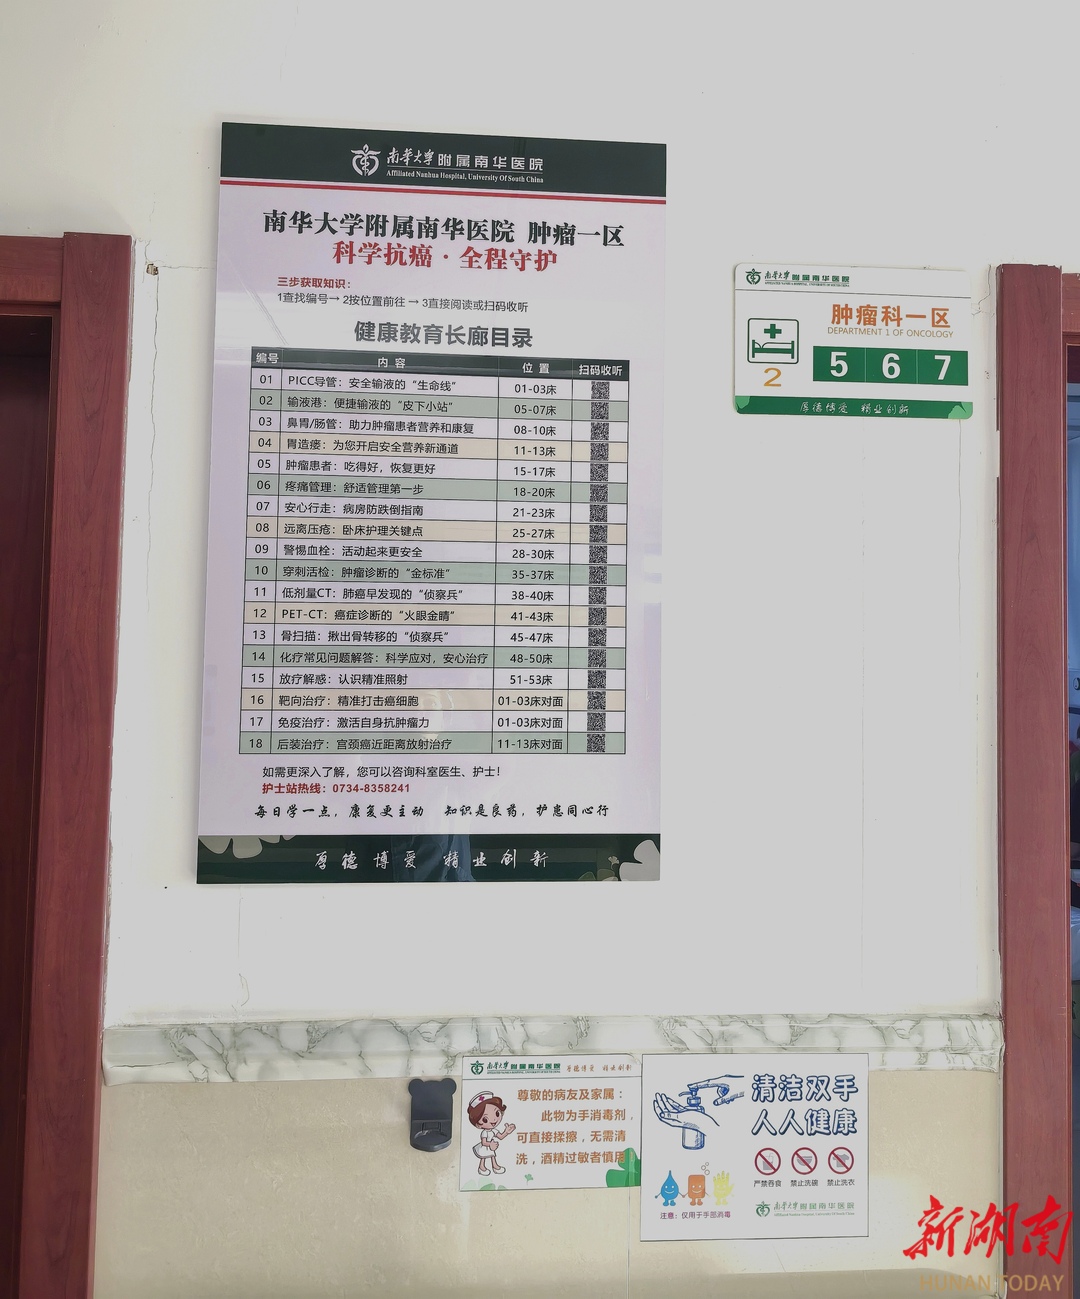 南华大学附属南华医院
Affiliated Nanhua Hospital, University Of South China
南华大学附属南华医院 肿瘤一区
科学抗癌·全程守护
三步获取知识：
1查找编号→2按位置前往→3直接阅读或扫码收听
健康教育长廊目录
编号 内容 位置 扫码收听
01 PICC导管：安全输液的“生命线” 01-03床
02 输液港：便捷输液的“皮下小站” 05-07床
03 鼻胃/肠管：助力肿瘤患者营养和康复 08-10床
04 胃造瘘：为您开启安全营养新通道 11-13床
05 肿瘤患者：吃得好，恢复更好 15-17床
06 疼痛管理：舒适管理第一步 18-20床
07 安心行走：病房防跌倒指南 21-23床
08 远离压疮：卧床护理关键点 25-27床
09 警惕血栓：活动起来更安全 28-30床
10 穿刺活检：肿瘤诊断的“金标准” 35-37床
11 低剂量CT：肺癌早发现的“侦察兵” 38-40床
12 PET-CT：癌症诊断的“火眼金睛” 41-43床
13 骨扫描：揪出骨转移的“侦察兵” 45-47床
14 化疗常见问题解答：科学应对，安心治疗 48-50床
15 放疗解惑：认识精准照射 51-53床
16 靶向治疗：精准打击癌细胞 01-03床对面
17 免疫治疗：激活自身抗肿瘤力 01-03床对面
18 后装治疗：宫颈癌近距离放射治疗 11-13床对面
如需更深入了解，您可以咨询科室医生、护士！
护士站热线：0734-8358241
每日学一点，康复更主动 知识是良药，护患同心行
厚德博爱 精业创新
南华大学附属南华医院
肿瘤科一区
DEPARTMENT 1 OF ONCOLOGY
2
5 6 7
厚德博爱 精业创新
南华大学附属南华医院 厚德博爱 精业创新
尊敬的病友及家属：
此物为手消毒剂，
可直接揉擦，无需清
洗，酒精过敏者慎用
清洁双手
人人健康
严禁吞食 禁止洗碗 禁止洗衣
注意：仅用于手部消毒
南华大学附属南华医院
新湖南
HUNAN TODAY